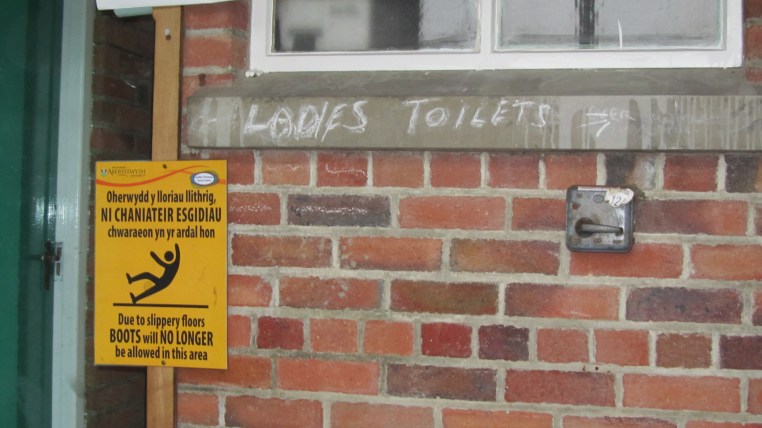 LADIES TOILETS
ABERYSTWYTH
Oherwydd y lloriau llithrig,
NI CHANIATEIR ESGIDIAU
chwaraeon yn yr ardal hon
Due to slippery floors
BOOTS will NO LONGER
be allowed in this area